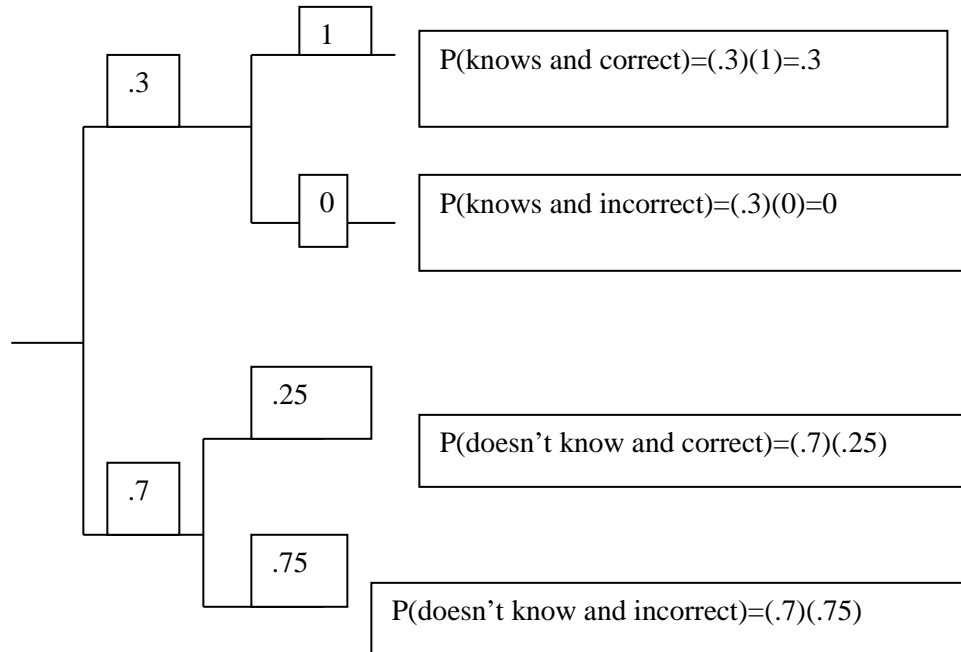 1
P(knows and correct)=(.3)(1)=.3
.3
0
P(knows and incorrect)=(.3)(0)=0
.25
P(doesn’t know and correct)=(.7)(.25)
.7
.75
P(doesn’t know and incorrect)=(.7)(.75)